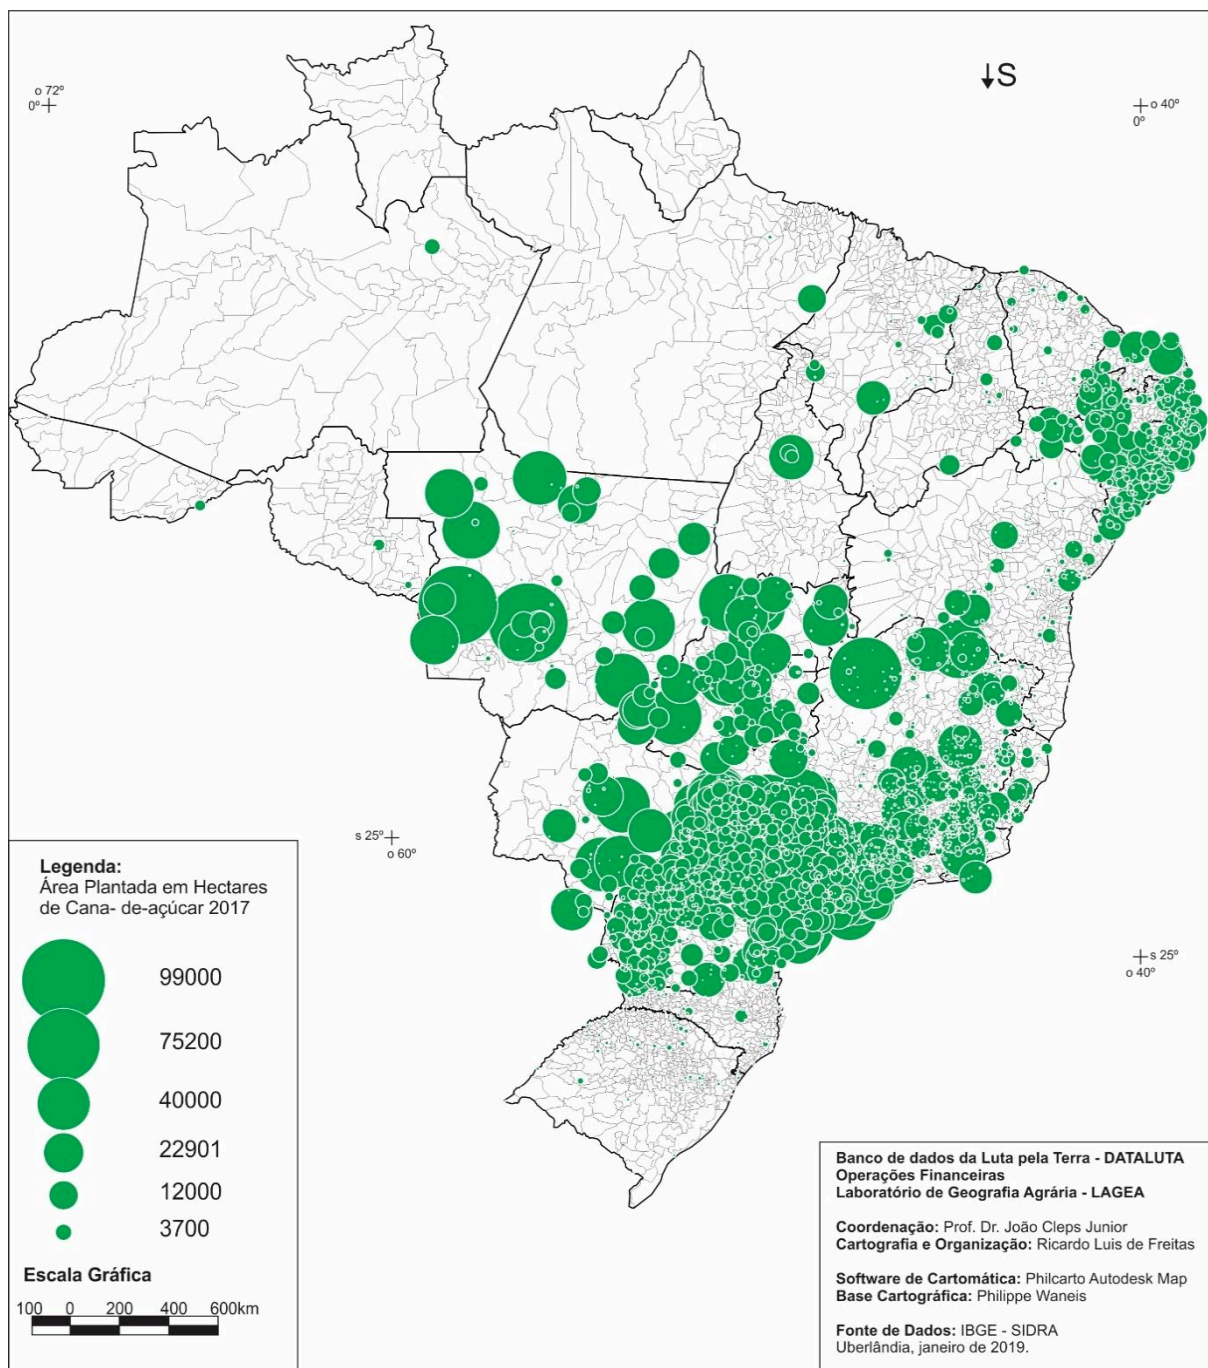 ↓S
o 72º
0º
o 40º
0º
s 25º
o 60º
s 25º
o 40º
Legenda:
Área Plantada em Hectares
de Cana- de-açúcar 2017
99000
75200
40000
22901
12000
3700
Escala Gráfica
100 0 200 400 600km
Banco de dados da Luta pela Terra - DATALUTA
Operações Financeiras
Laboratório de Geografia Agrária - LAGEA
Coordenação: Prof. Dr. João Cleps Junior
Cartografia e Organização: Ricardo Luis de Freitas
Software de Cartomática: Philcarto Autodesk Map
Base Cartográfica: Philippe Waneis
Fonte de Dados: IBGE - SIDRA
Uberlândia, janeiro de 2019.